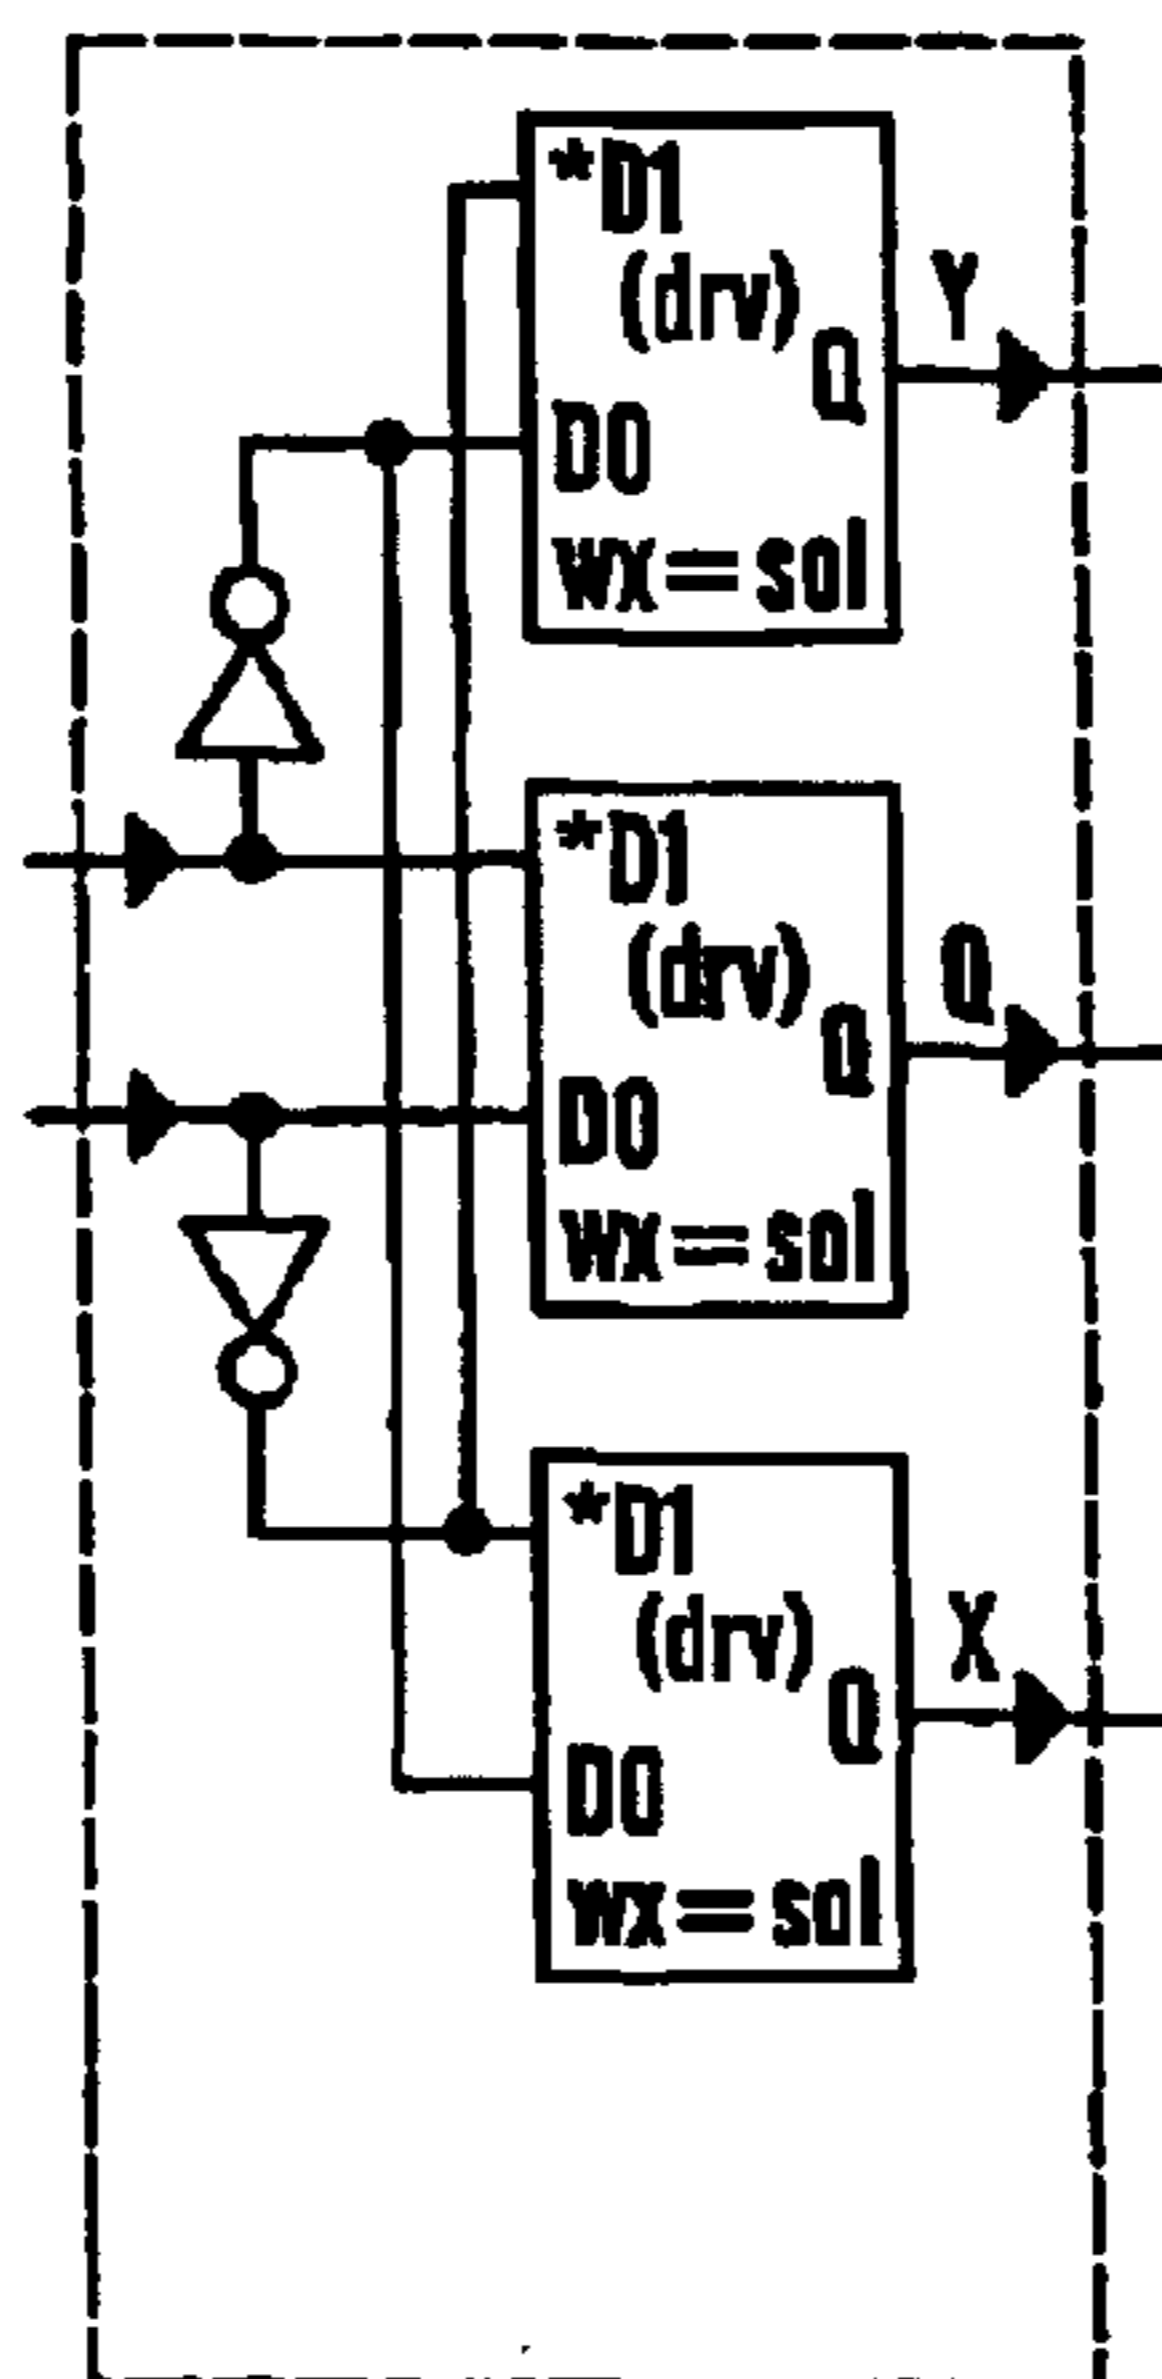 *D1
(drv)
Y
Q
D0
wx=sol
*D1
(drv)
Q
Q
D0
wx=sol
*D1
(drv)
X
Q
D0
wx=sol